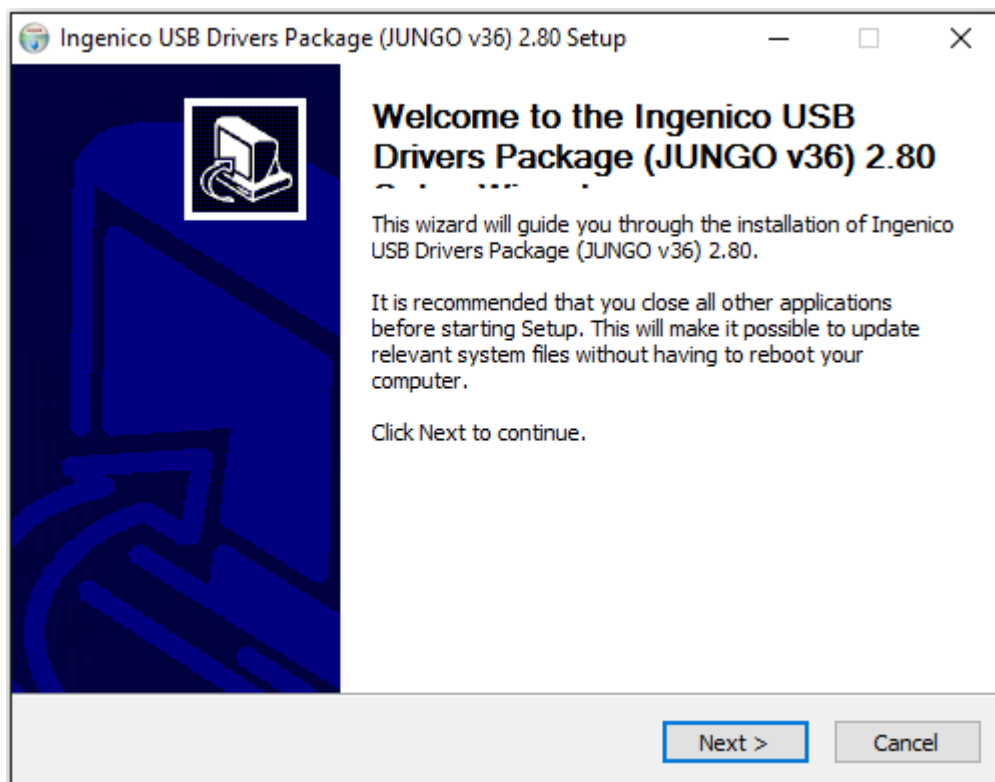 Ingenico USB Drivers Package (JUNGO v36) 2.80 Setup
Welcome to the Ingenico USB
Drivers Package (JUNGO v36) 2.80
This wizard will guide you through the installation of Ingenico
USB Drivers Package (JUNGO v36) 2.80.
It is recommended that you close all other applications
before starting Setup. This will make it possible to update
relevant system files without having to reboot your
computer.
Click Next to continue.
Next >
Cancel